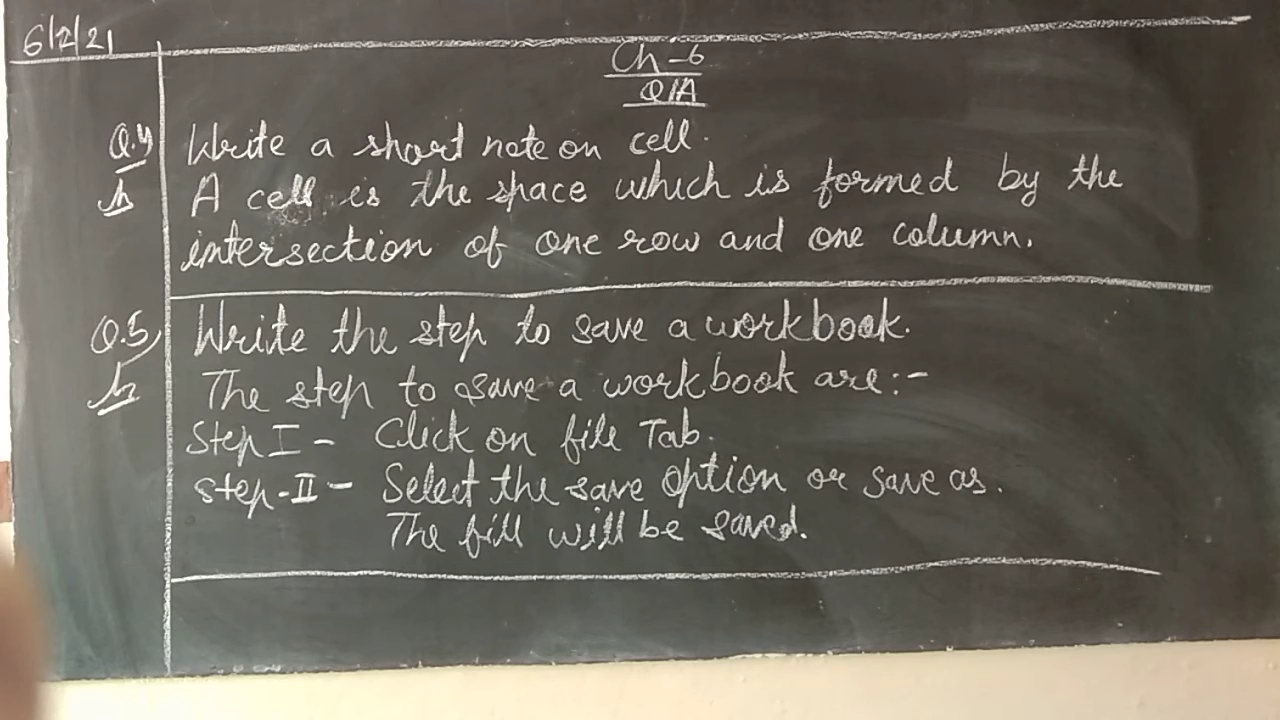 6/2/21
Ch-6
Q/A
Q.4 Write a short note on cell.
A cell is the space which is formed by the
intersection of one row and one column.
Q.5 Write the step to save a workbook.
The step to save a workbook are:-
Step I - Click on file Tab.
Step-II - Select the save option or save as.
The fill will be saved.